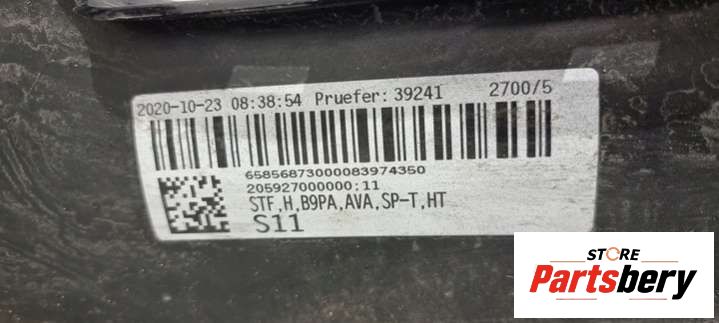 2020-10-23 08:38:54 Pruefer: 39241 2700/5
65856873000083974350
205927000000;11
STF,H,B9PA,AVA,SP-T,HT
S11
STORE
Partsbery